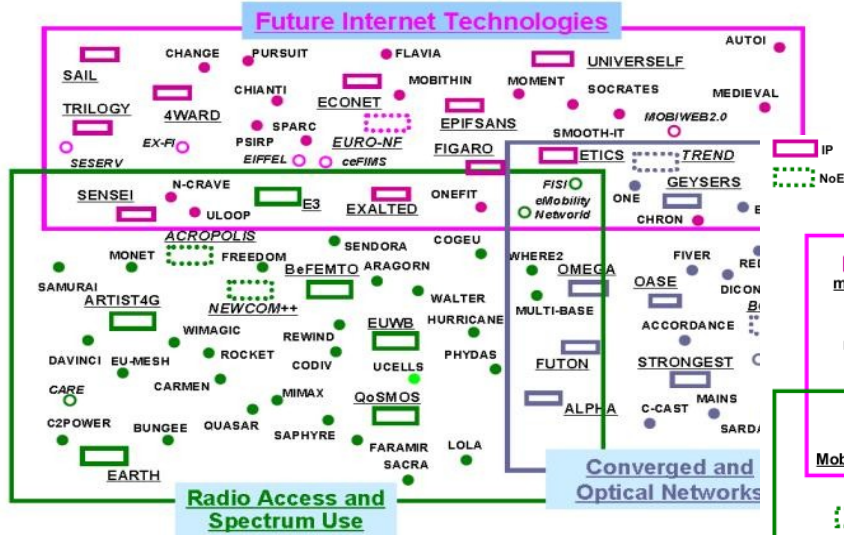 Future Internet Technologies
AUTOI
CHANGE
PURSUIT
FLAVIA
SAIL
UNIVERSELF
CHIANTI
MOBITHIN
MOMENT
SOCRATES
MEDIEVAL
TRILOGY
4WARD
ECONET
EPIFSANS
MOBIWEB2.0
SPARC
PSIRP
EURO-NF
SMOOTH-IT
EX-FI
SESERV
EIFFEL
ceFIMS
FIGARO
ETICS
TREND
IP
NoE
SENSEI
N-CRAVE
E3
EXALTED
ONEFIT
FISI
eMobility
Networld
ONE
GEYSERS
ULOOP
CHRON
ACROPOLIS
SENDORA
COGEU
MONET
FREEDOM
BeFEMTO
ARAGORN
WHERE2
OMEGA
FIVER
SAMURAI
NEWCOM++
WALTER
OASE
ARTIST4G
MULTI-BASE
WIMAGIC
REWIND
EUWB
HURRICANE
ACCORDANCE
DAVINCI
EU-MESH
ROCKET
CODIV
UCELLS
PHYDAS
FUTON
STRONGEST
CARE
CARMEN
MIMAX
QoSMOS
ALPHA
MAINS
C2POWER
BUNGEE
QUASAR
SAPHYRE
C-CAST
EARTH
FARAMIR
LOLA
SACRA
Converged and
Optical Networks
Radio Access and
Spectrum Use